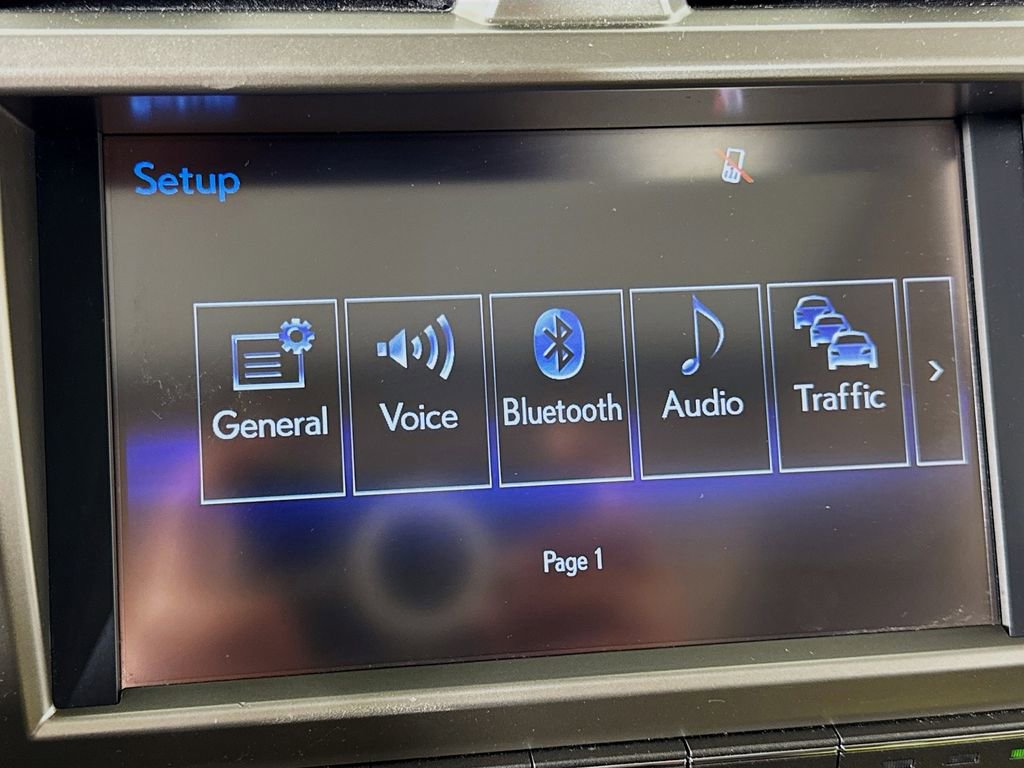 Setup
General
Voice
Bluetooth
Audio
Traffic
Page 1